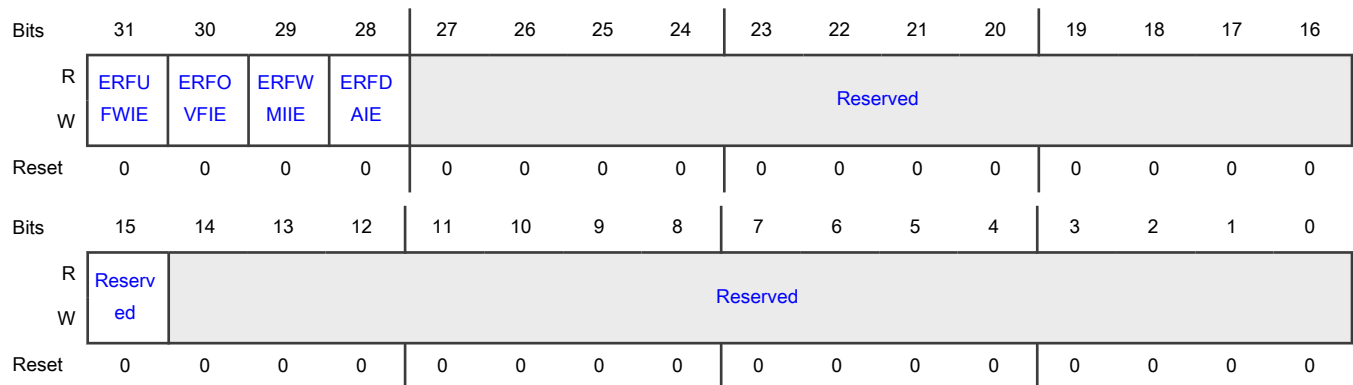 Bits 31 30 29 28 27 26 25 24 23 22 21 20 19 18 17 16
R ERFU ERFO ERFW ERFD Reserved
W FWIE VFIE MIIE AIE
Reset 0 0 0 0 0 0 0 0 0 0 0 0 0 0 0 0
Bits 15 14 13 12 11 10 9 8 7 6 5 4 3 2 1 0
R Reserv Reserved
W ed
Reset 0 0 0 0 0 0 0 0 0 0 0 0 0 0 0 0